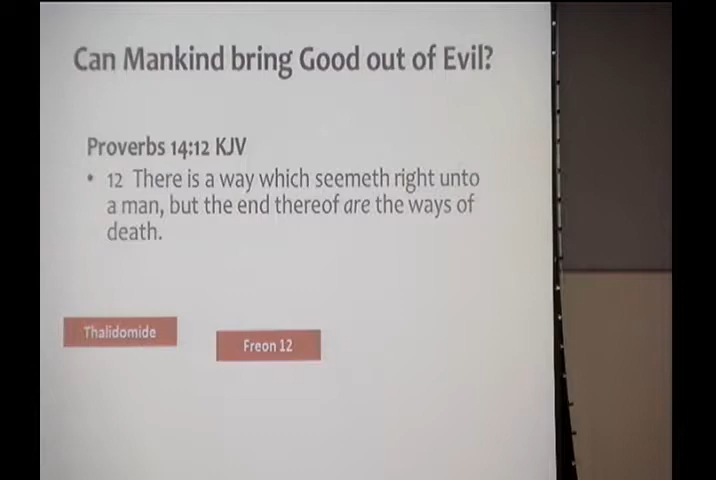 Can Mankind bring Good out of Evil?
Proverbs 14:12 KJV
• 12 There is a way which seemeth right unto
a man, but the end thereof are the ways of
death.
Thalidomide
Freon 12